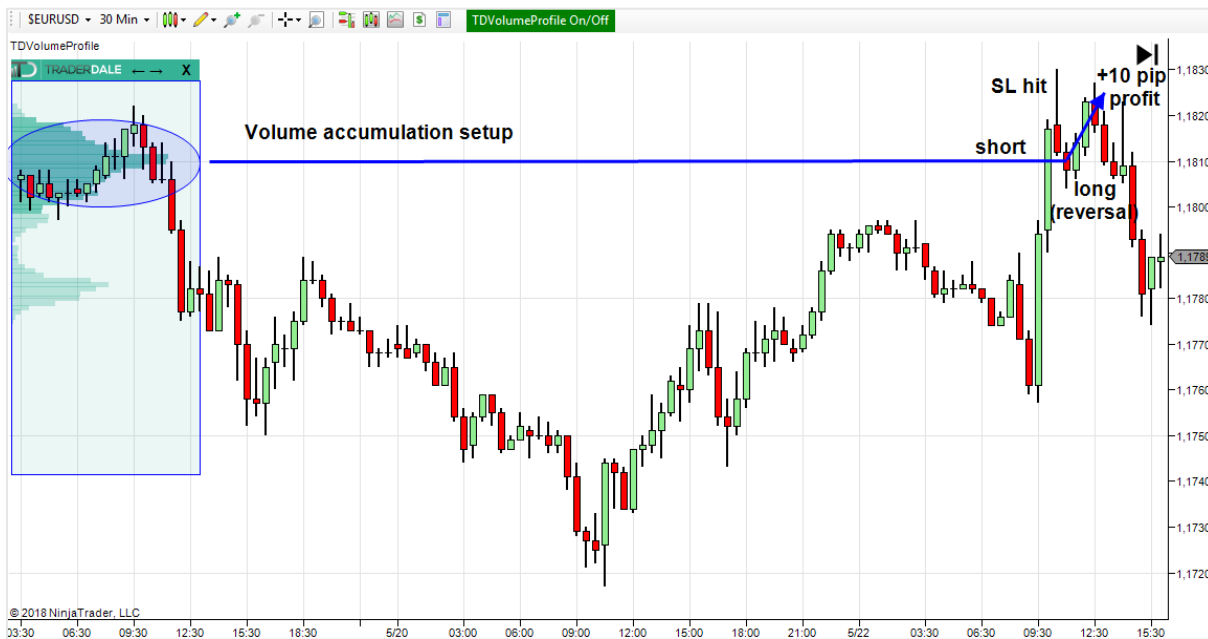 $EURUSD 30 Min TDVolumeProfile On/Off
TDVolumeProfile
TRADERDALE ← → X
Volume accumulation setup
SL hit
+10 pip
profit
short
long
(reversal)
1,1830
1,1820
1,1810
1,1800
1,1789
1,1780
1,1770
1,1760
1,1750
1,1740
1,1730
1,1720
© 2018 NinjaTrader, LLC
03:30 06:30 09:30 12:30 15:30 18:30 5/20 03:00 06:00 09:00 12:00 15:00 18:00 21:00 5/22 03:30 06:30 09:30 12:30 15:30